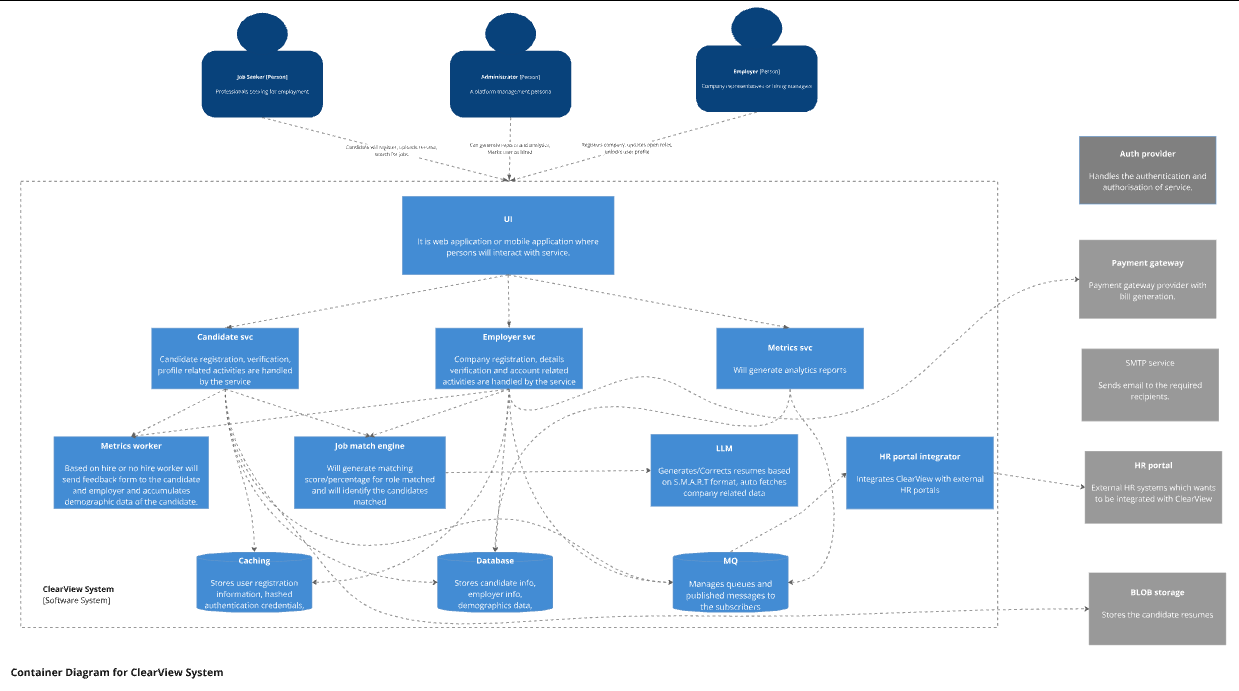 Job Seeker [Person]
Professionals seeking for employment.
Administrator [Person]
A platform management persona
Employer [Person]
Company representatives or hiring managers
Candidate will register, uploads resume,
search for jobs.
Can generate reports and analytics,
Marks user as hired
Registers company, updates open roles,
unlocks user profile
UI
It is web application or mobile application where
persons will interact with service.
Candidate svc
Candidate registration, verification,
profile related activities are handled
by the service
Employer svc
Company registration, details
verification and account related
activities are handled by the service
Metrics svc
Will generate analytics reports
Metrics worker
Based on hire or no hire worker will
send feedback form to the candidate
and employer and accumulates
demographic data of the candidate.
Job match engine
Will generate matching
score/percentage for role matched
and will identify the candidates
matched
LLM
Generates/Corrects resumes based
on S.M.A.R.T format, auto fetches
company related data
HR portal integrator
Integrates ClearView with external
HR portals
Caching
Stores user registration
information, hashed
authentication credentials,
Database
Stores candidate info,
employer info,
demographics data,
MQ
Manages queues and
published messages to
the subscribers
Auth provider
Handles the authentication and
authorisation of service.
Payment gateway
Payment gateway provider with
bill generation.
SMTP service
Sends email to the required
recipients.
HR portal
External HR systems which wants
to be integrated with ClearView
BLOB storage
Stores the candidate resumes
ClearView System
[Software System]
Container Diagram for ClearView System